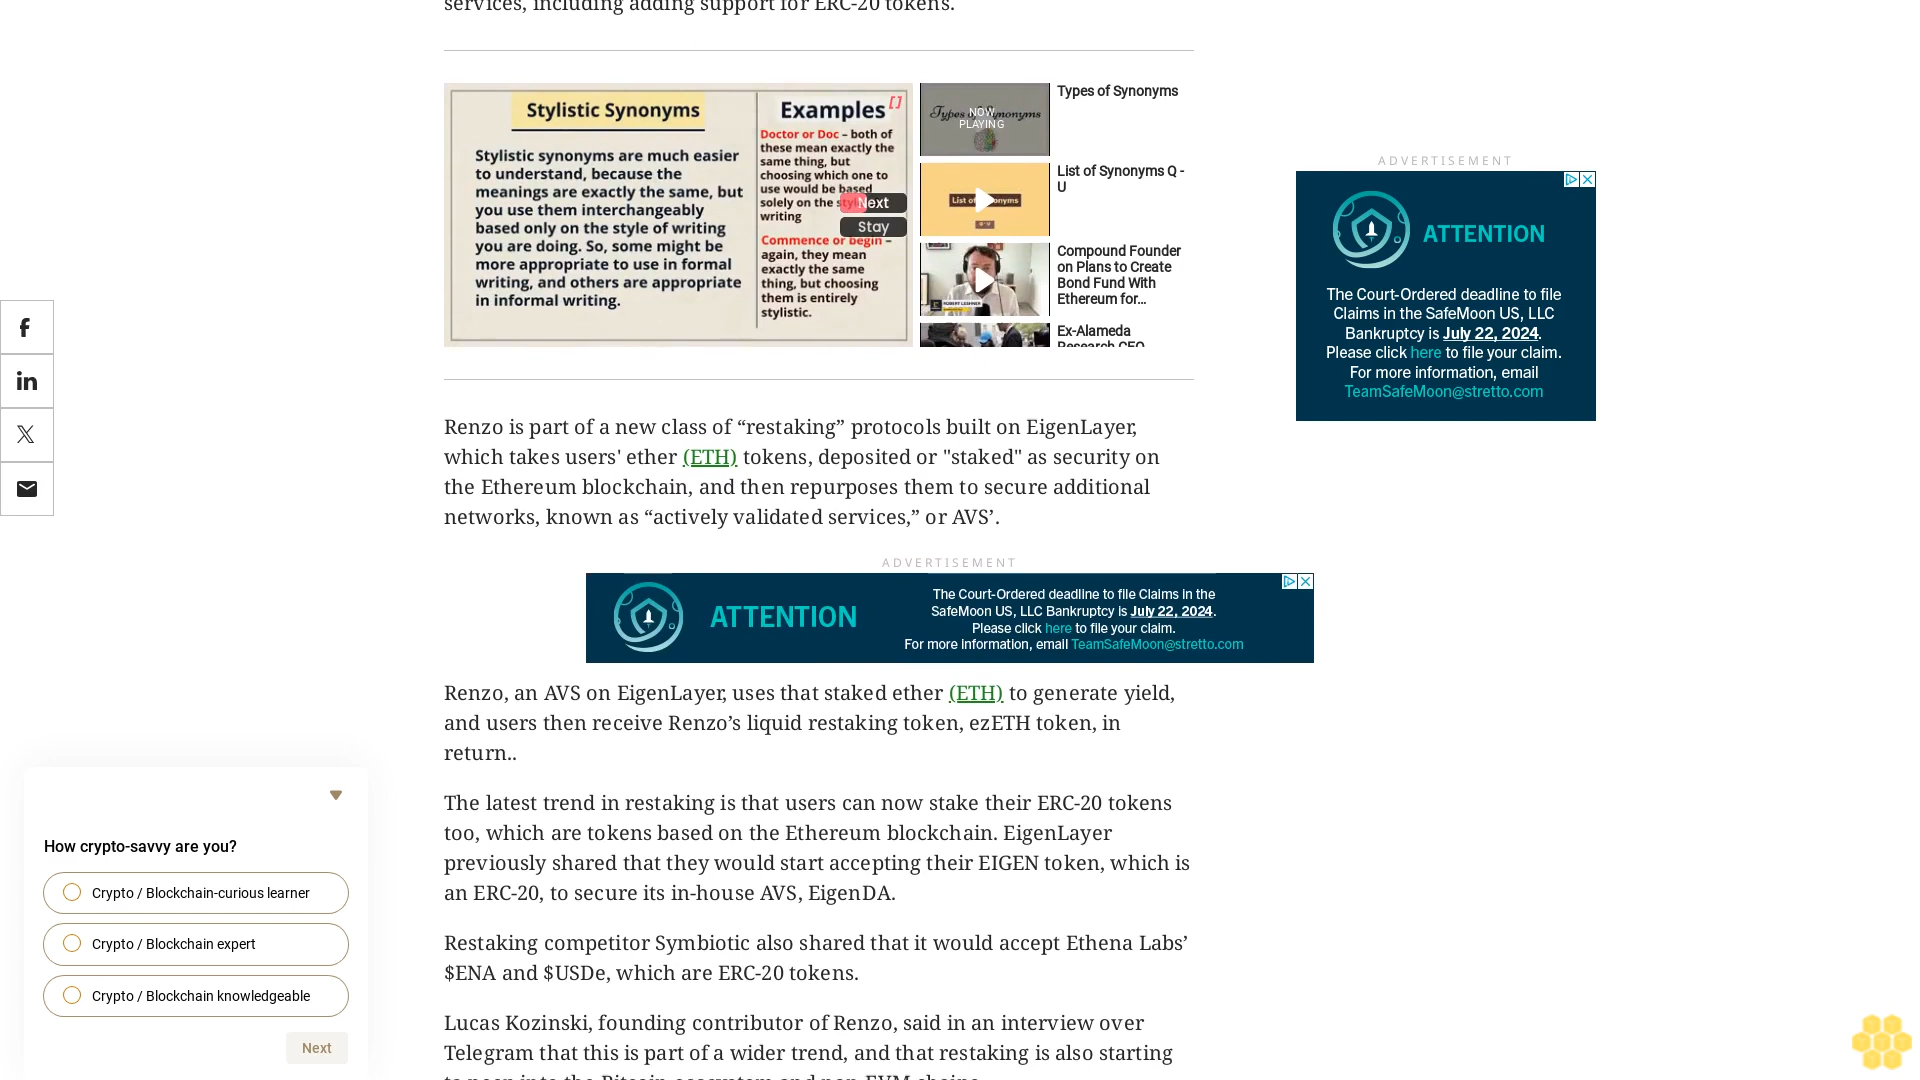 services, including adding support for ERC-20 tokens.
Stylistic Synonyms
Stylistic synonyms are much easier
to understand, because the
meanings are exactly the same, but
you use them interchangeably
based only on the style of writing
you are doing. So, some might be
more appropriate to use in formal
writing, and others are appropriate
in informal writing.
Examples
Doctor or Doc – both of
these mean exactly the
same thing, but
choosing which one to
use would be based
solely on the
writing
Commence or begin –
again, they mean
exactly the same
thing, but choosing
them is entirely
stylistic.
Next
Stay
NOW
PLAYING
Types of Synonyms
List of Synonyms Q -
U
Compound Founder
on Plans to Create
Bond Fund With
Ethereum for...
ROBERT LESHNER
Ex-Alameda
Research CEO
ADVERTISEMENT
ATTENTION
The Court-Ordered deadline to file
Claims in the SafeMoon US, LLC
Bankruptcy is July 22, 2024.
Please click here to file your claim.
For more information, email
TeamSafeMoon@stretto.com
Renzo is part of a new class of “restaking” protocols built on EigenLayer,
which takes users' ether (ETH) tokens, deposited or "staked" as security on
the Ethereum blockchain, and then repurposes them to secure additional
networks, known as “actively validated services,” or AVS’.
ADVERTISEMENT
ATTENTION
The Court-Ordered deadline to file Claims in the
SafeMoon US, LLC Bankruptcy is July 22, 2024.
Please click here to file your claim.
For more information, email TeamSafeMoon@stretto.com
Renzo, an AVS on EigenLayer, uses that staked ether (ETH) to generate yield,
and users then receive Renzo’s liquid restaking token, ezETH token, in
return..
The latest trend in restaking is that users can now stake their ERC-20 tokens
too, which are tokens based on the Ethereum blockchain. EigenLayer
previously shared that they would start accepting their EIGEN token, which is
an ERC-20, to secure its in-house AVS, EigenDA.
Restaking competitor Symbiotic also shared that it would accept Ethena Labs’
$ENA and $USDe, which are ERC-20 tokens.
Lucas Kozinski, founding contributor of Renzo, said in an interview over
Telegram that this is part of a wider trend, and that restaking is also starting
How crypto-savvy are you?
Crypto / Blockchain-curious learner
Crypto / Blockchain expert
Crypto / Blockchain knowledgeable
Next